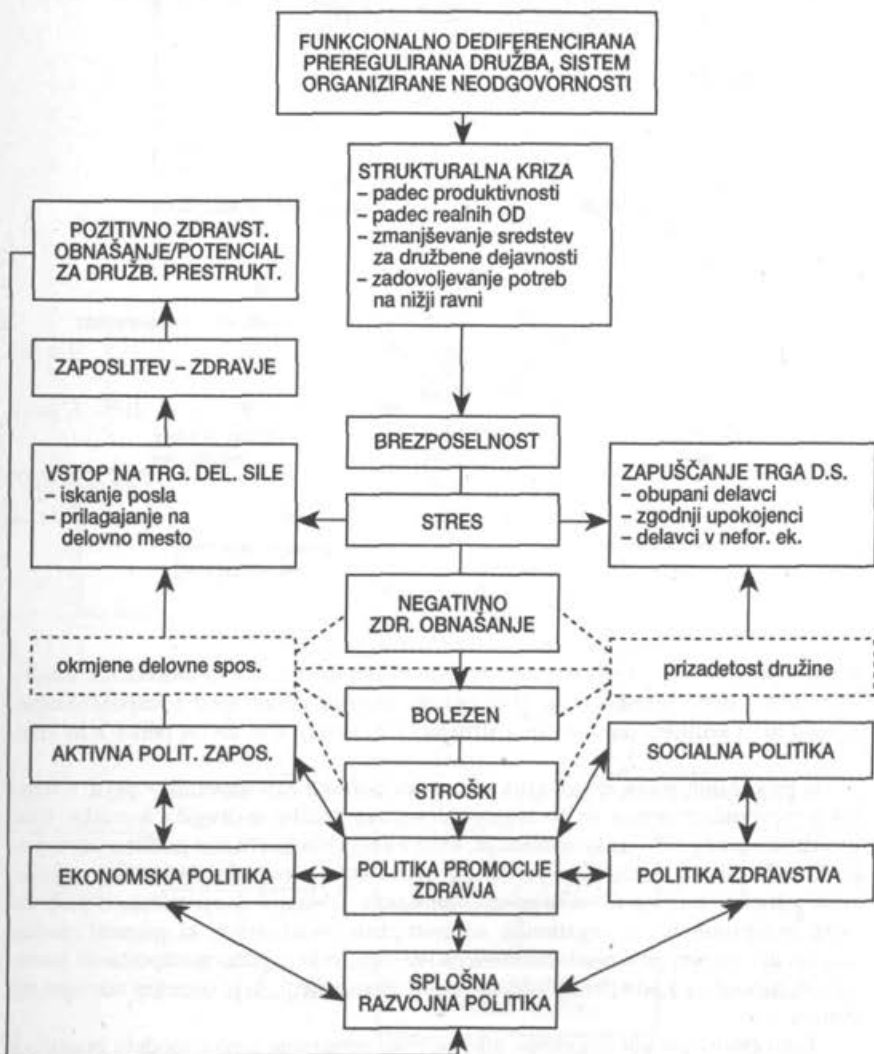 FUNKCIONALNO DEDIFERENCIRANA
PREREGULIRANA DRUŽBA, SISTEM
ORGANIZIRANE NEODGOVORNOSTI
STRUKTURALNA KRIZA
– padec produktivnosti
– padec realnih OD
– zmanjševanje sredstev
za družbene dejavnosti
– zadovoljevanje potreb
na nižji ravni
POZITIVNO ZDRAVST.
OBNAŠANJE/POTENCIAL
ZA DRUŽB. PRESTRUKT.
ZAPOSLITEV – ZDRAVJE
BREZPOSELNOST
VSTOP NA TRG. DEL. SILE
– iskanje posla
– prilagajanje na
delovno mesto
STRES
ZAPUŠČANJE TRGA D.S.
– obupani delavci
– zgodnji upokojenci
– delavci v nefor. ek.
NEGATIVNO
ZDR. OBNAŠANJE
okrnjene delovne spos.
prizadetost družine
BOLEZEN
AKTIVNA POLIT. ZAPOS.
SOCIALNA POLITIKA
STROŠKI
EKONOMSKA POLITIKA
POLITIKA PROMOCIJE
ZDRAVJA
POLITIKA ZDRAVSTVA
SPLOŠNA
RAZVOJNA POLITIKA